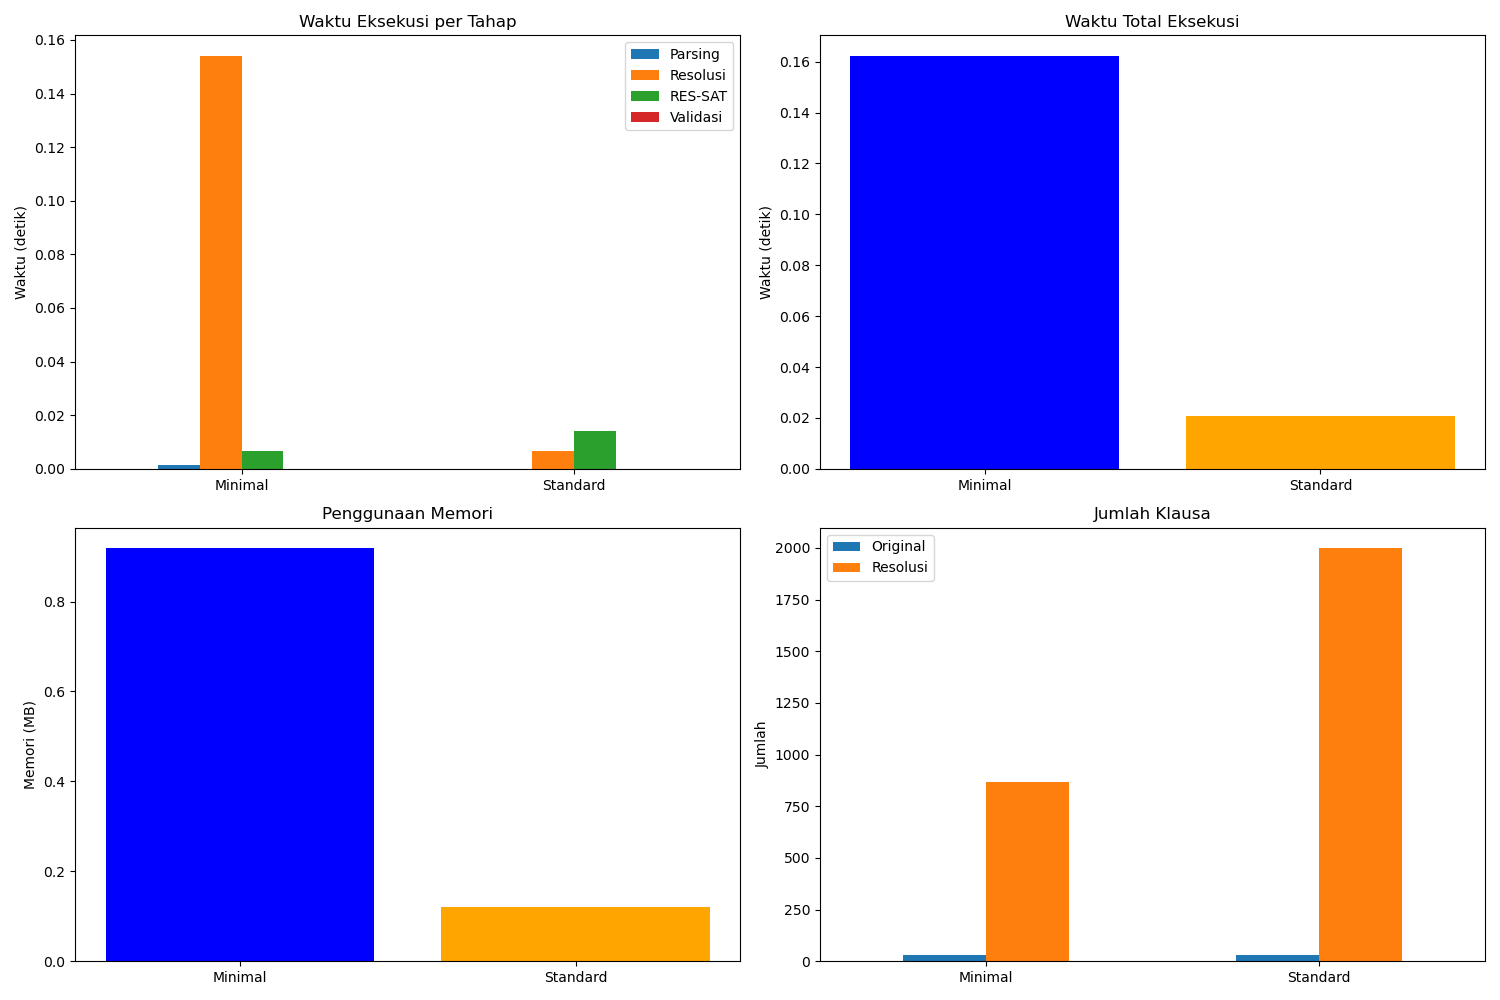 Waktu Eksekusi per Tahap
0.16
0.14
0.12
0.10
0.08
0.06
0.04
0.02
0.00
Waktu (detik)
Parsing
Resolusi
RES-SAT
Validasi
Minimal
Standard
Waktu Total Eksekusi
0.16
0.14
0.12
0.10
0.08
0.06
0.04
0.02
0.00
Waktu (detik)
Minimal
Standard
Penggunaan Memori
0.8
0.6
0.4
0.2
0.0
Memori (MB)
Minimal
Standard
Jumlah Klausa
2000
1750
1500
1250
1000
750
500
250
0
Jumlah
Original
Resolusi
Minimal
Standard